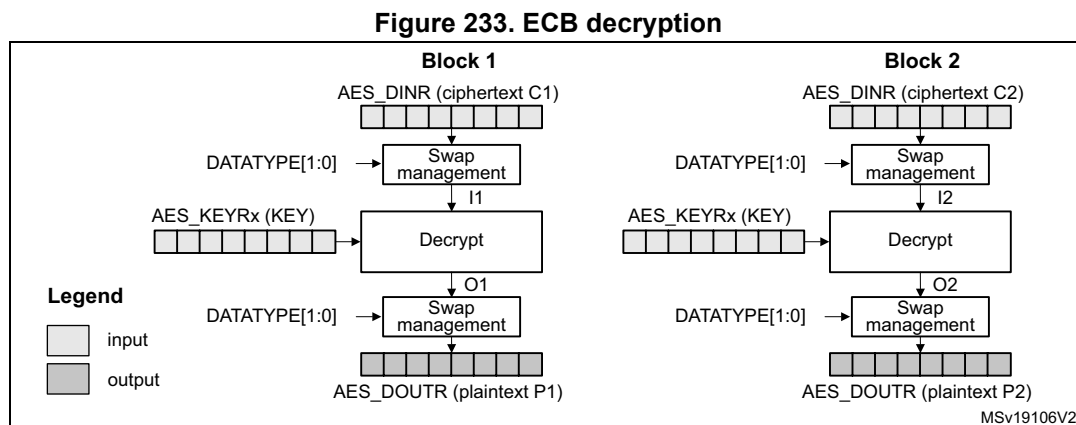 Figure 233. ECB decryption
Block 1
Block 2
AES_DINR (ciphertext C1)
AES_DINR (ciphertext C2)
DATATYPE[1:0]
Swap
management
DATATYPE[1:0]
Swap
management
I1
I2
AES_KEYRx (KEY)
Decrypt
AES_KEYRx (KEY)
Decrypt
O1
O2
Legend
input
output
DATATYPE[1:0]
Swap
management
DATATYPE[1:0]
Swap
management
AES_DOUTR (plaintext P1)
AES_DOUTR (plaintext P2)
MSv19106V2